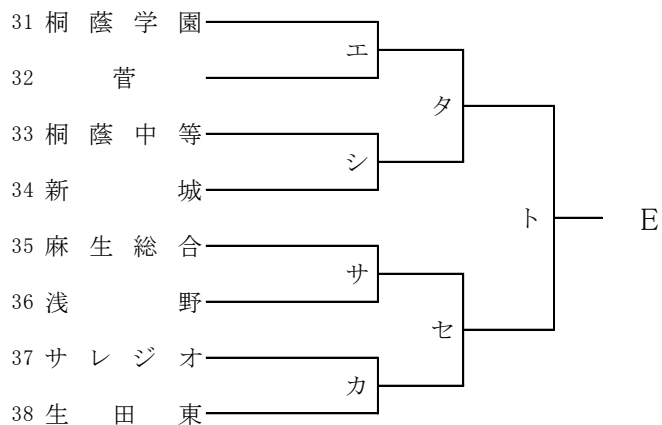 31 桐蔭学園
エ
32 菅
タ
33 桐蔭中等
シ
34 新城
ト E
35 麻生総合
サ
36 浅野
セ
37 サレジオ
カ
38 生田東